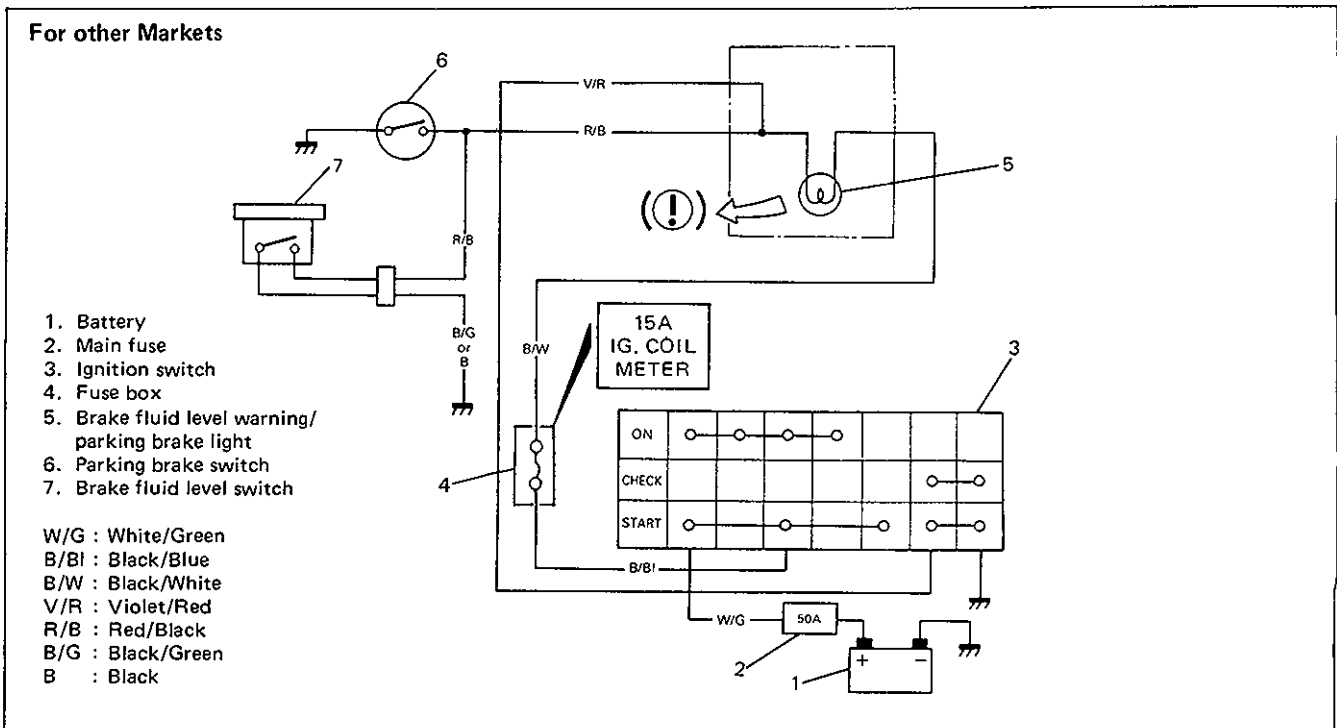 For other Markets
6
V/R
R/B
7
5
(!)
R/B
B/G
or
B
B/W
15A
IG. COIL
METER
3
1. Battery
2. Main fuse
3. Ignition switch
4. Fuse box
5. Brake fluid level warning/
parking brake light
6. Parking brake switch
7. Brake fluid level switch
4
ON
CHECK
START
B/Bl
W/G
50A
2
1
+ −
W/G : White/Green
B/Bl : Black/Blue
B/W : Black/White
V/R : Violet/Red
R/B : Red/Black
B/G : Black/Green
B : Black